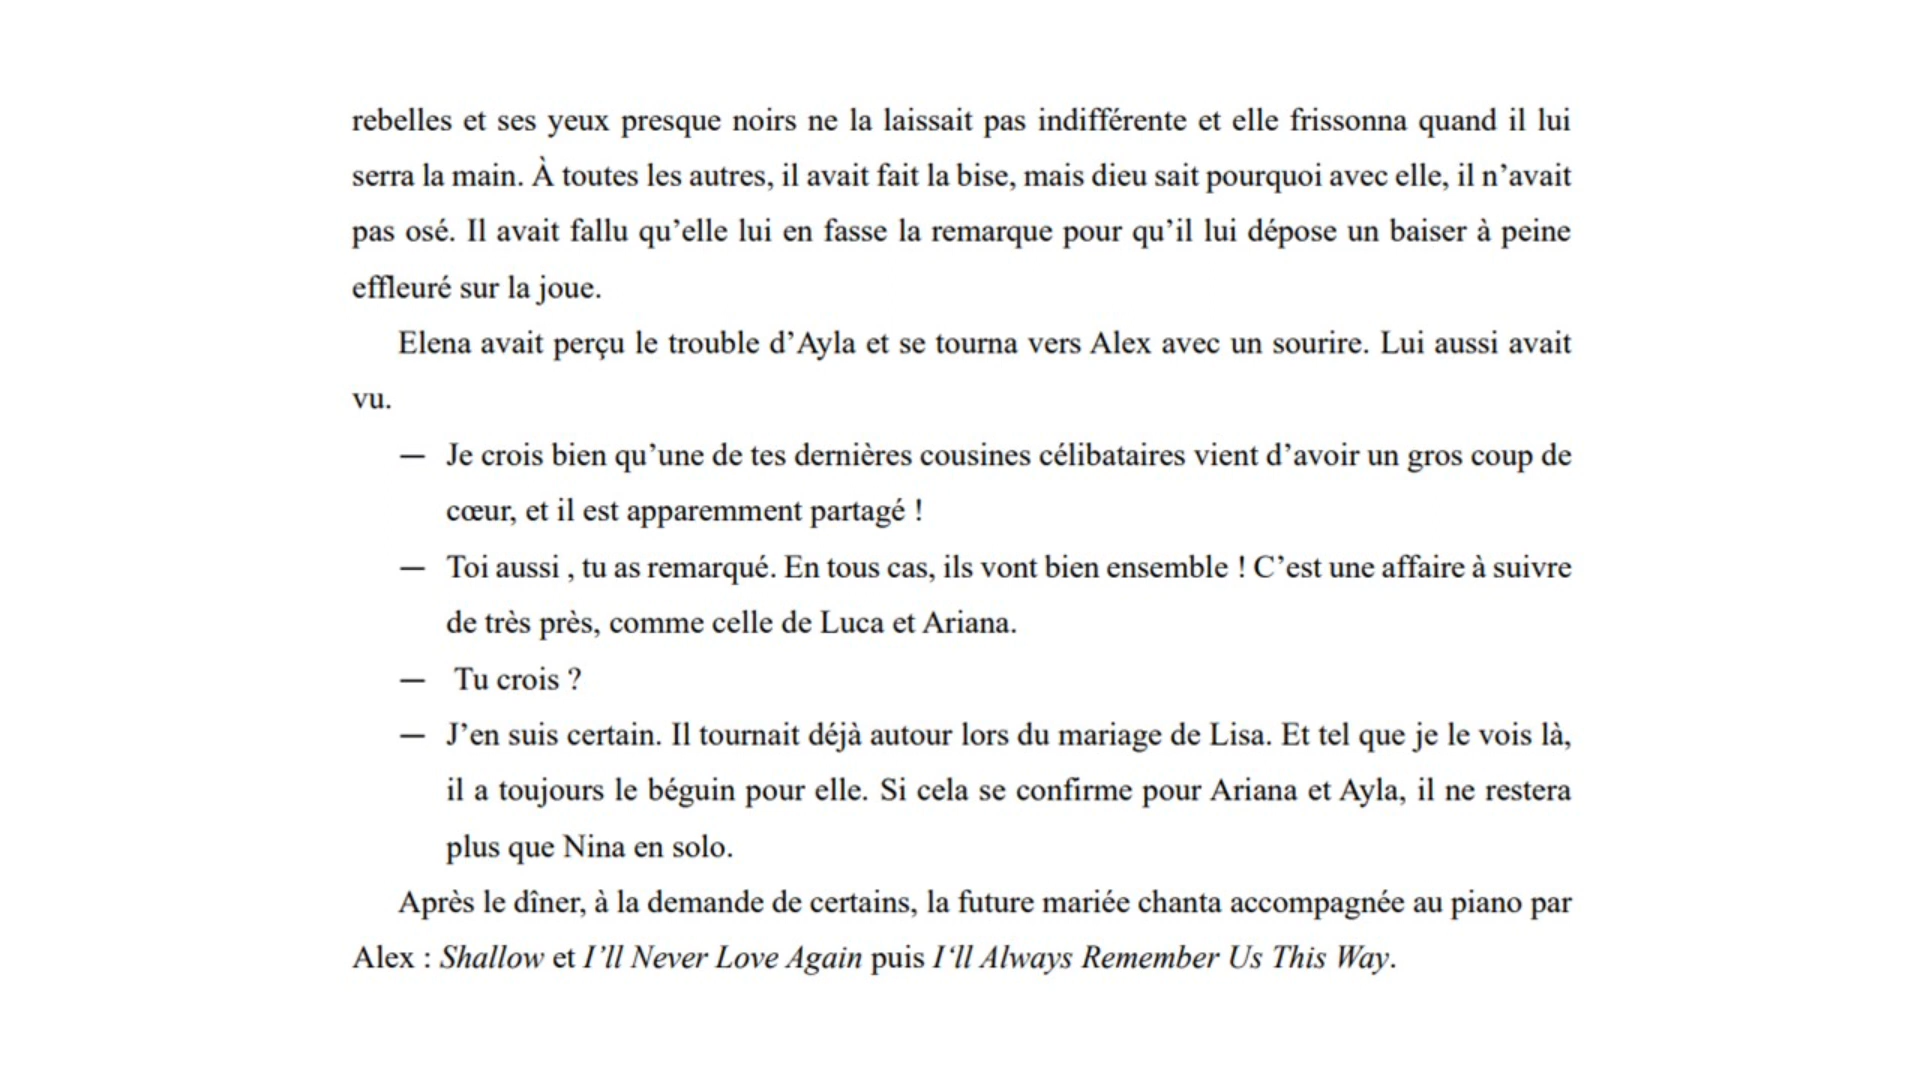 rebelles et ses yeux presque noirs ne la laissait pas indifférente et elle frissonna quand il lui
serra la main. À toutes les autres, il avait fait la bise, mais dieu sait pourquoi avec elle, il n’avait
pas osé. Il avait fallu qu’elle lui en fasse la remarque pour qu’il lui dépose un baiser à peine
effleuré sur la joue.
Elena avait perçu le trouble d’Ayla et se tourna vers Alex avec un sourire. Lui aussi avait
vu.
— Je crois bien qu’une de tes dernières cousines célibataires vient d’avoir un gros coup de
cœur, et il est apparemment partagé !
— Toi aussi , tu as remarqué. En tous cas, ils vont bien ensemble ! C’est une affaire à suivre
de très près, comme celle de Luca et Ariana.
— Tu crois ?
— J’en suis certain. Il tournait déjà autour lors du mariage de Lisa. Et tel que je le vois là,
il a toujours le béguin pour elle. Si cela se confirme pour Ariana et Ayla, il ne restera
plus que Nina en solo.
Après le dîner, à la demande de certains, la future mariée chanta accompagnée au piano par
Alex : Shallow et I’ll Never Love Again puis I‘ll Always Remember Us This Way.